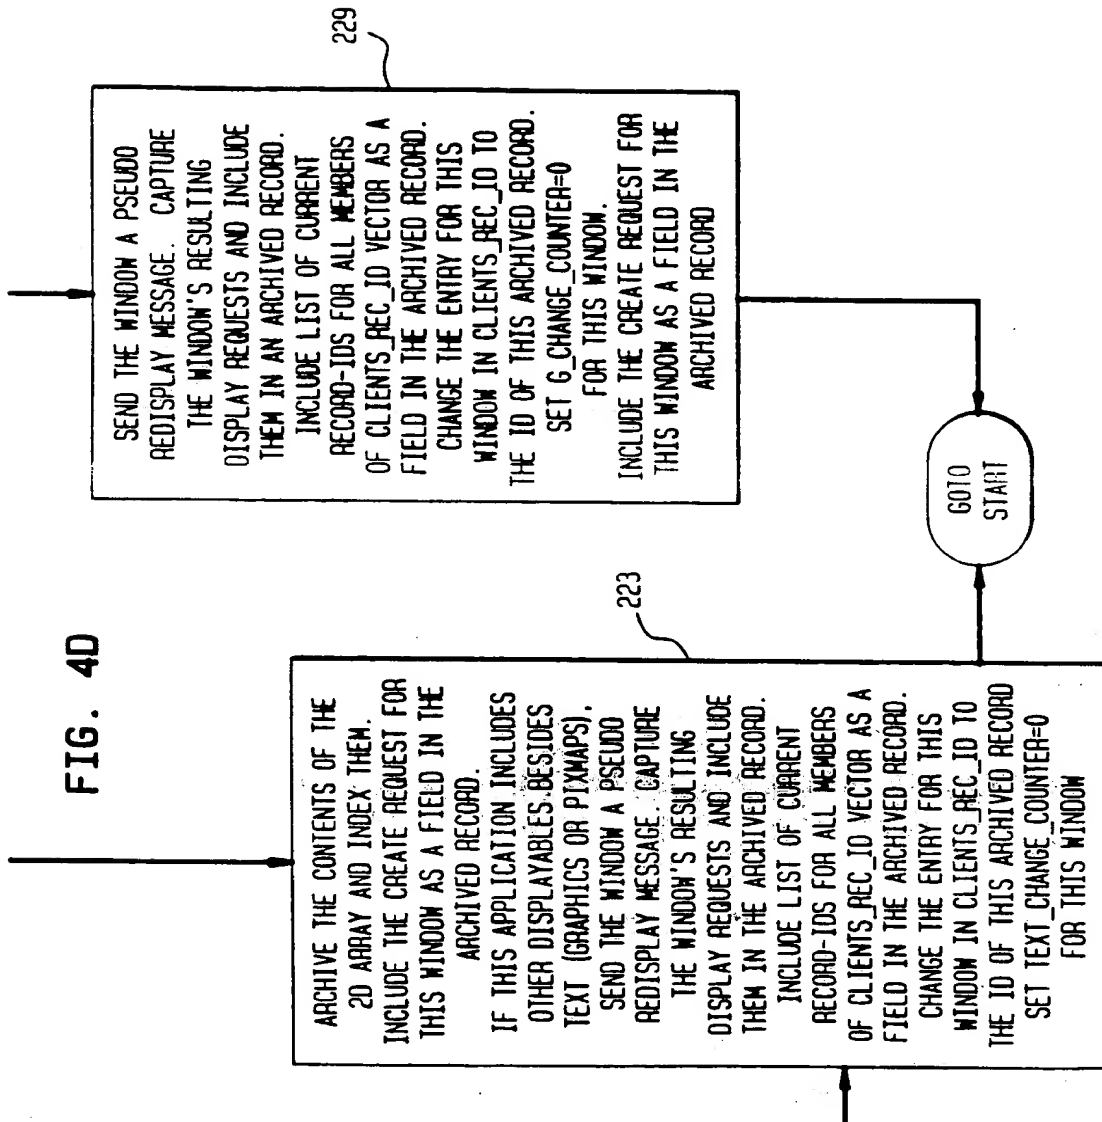 FIG. 4D
ARCHIVE THE CONTENTS OF THE
2D ARRAY AND INDEX THEM.
INCLUDE THE CREATE REQUEST FOR
THIS WINDOW AS A FIELD IN THE
ARCHIVED RECORD.
IF THIS APPLICATION INCLUDES
OTHER DISPLAYABLES BESIDES
TEXT (GRAPHICS OR PIXMAPS),
SEND THE WINDOW A PSEUDO
REDISPLAY MESSAGE. CAPTURE
THE WINDOW'S RESULTING
DISPLAY REQUESTS AND INCLUDE
THEM IN THE ARCHIVED RECORD.
INCLUDE LIST OF CURRENT
RECORD-IDS FOR ALL MEMBERS
OF CLIENTS_REC_ID VECTOR AS A
FIELD IN THE ARCHIVED RECORD.
CHANGE THE ENTRY FOR THIS
WINDOW IN CLIENTS_REC_ID TO
THE ID OF THIS ARCHIVED RECORD
SET TEXT_CHANGE_COUNTER=0
FOR THIS WINDOW
223
SEND THE WINDOW A PSEUDO
REDISPLAY MESSAGE. CAPTURE
THE WINDOW'S RESULTING
DISPLAY REQUESTS AND INCLUDE
THEM IN AN ARCHIVED RECORD.
INCLUDE LIST OF CURRENT
RECORD-IDS FOR ALL MEMBERS
OF CLIENTS_REC_ID VECTOR AS A
FIELD IN THE ARCHIVED RECORD.
CHANGE THE ENTRY FOR THIS
WINDOW IN CLIENTS_REC_ID TO
THE ID OF THIS ARCHIVED RECORD.
SET G_CHANGE_COUNTER=0
FOR THIS WINDOW.
INCLUDE THE CREATE REQUEST FOR
THIS WINDOW AS A FIELD IN THE
ARCHIVED RECORD
229
GOTO
START